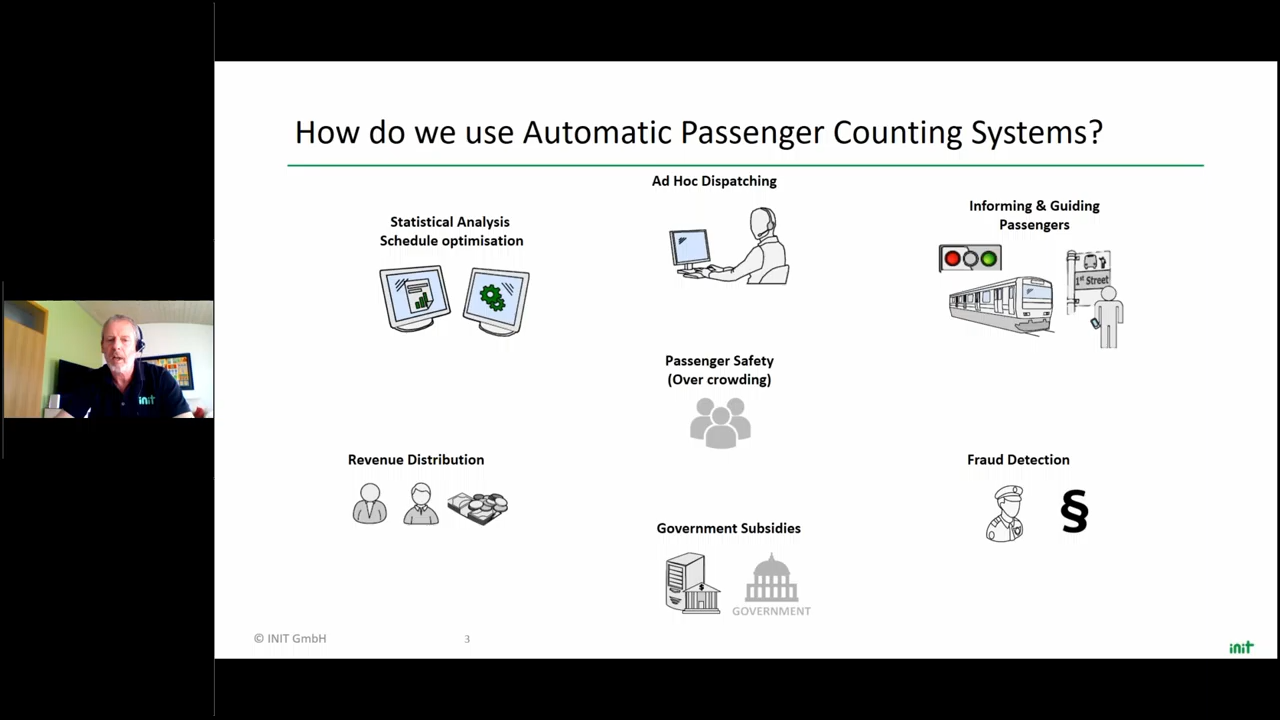 How do we use Automatic Passenger Counting Systems?
Ad Hoc Dispatching
Statistical Analysis
Schedule optimisation
Informing & Guiding
Passengers
1st Street
Passenger Safety
(Over crowding)
Revenue Distribution
Fraud Detection
§
Government Subsidies
$
GOVERNMENT
© INIT GmbH
3
init
init